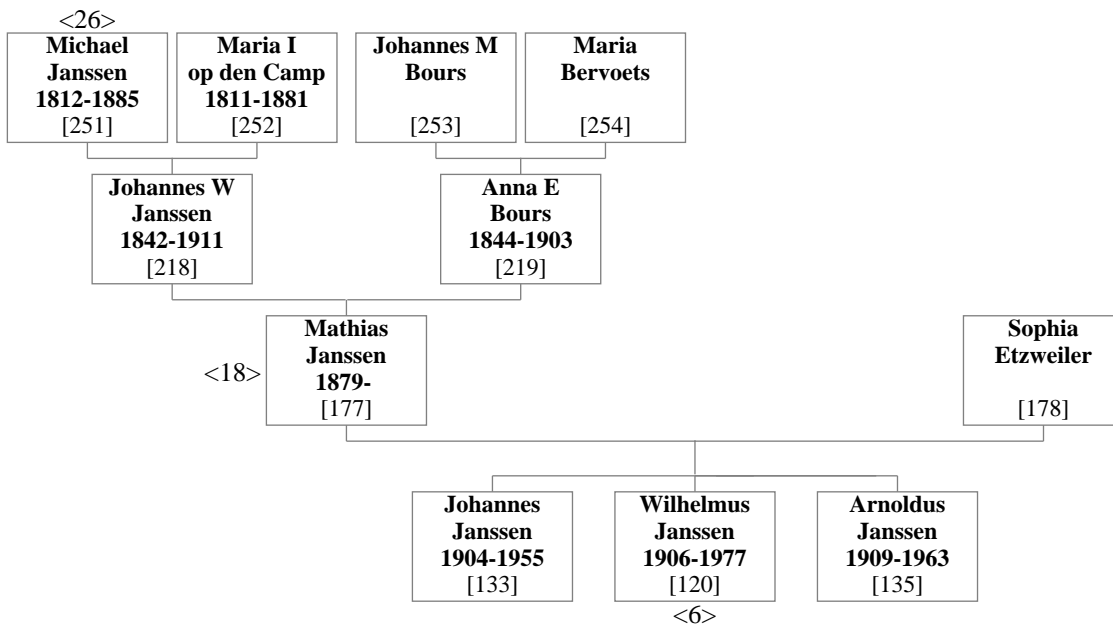 <26>
Michael
Janssen
1812-1885
[251]
Maria I
op den Camp
1811-1881
[252]
Johannes M
Bours
[253]
Maria
Bervoets
[254]
Johannes W
Janssen
1842-1911
[218]
Anna E
Bours
1844-1903
[219]
<18>
Mathias
Janssen
1879-
[177]
Sophia
Etzweiler
[178]
Johannes
Janssen
1904-1955
[133]
Wilhelmus
Janssen
1906-1977
[120]
<6>
Arnoldus
Janssen
1909-1963
[135]